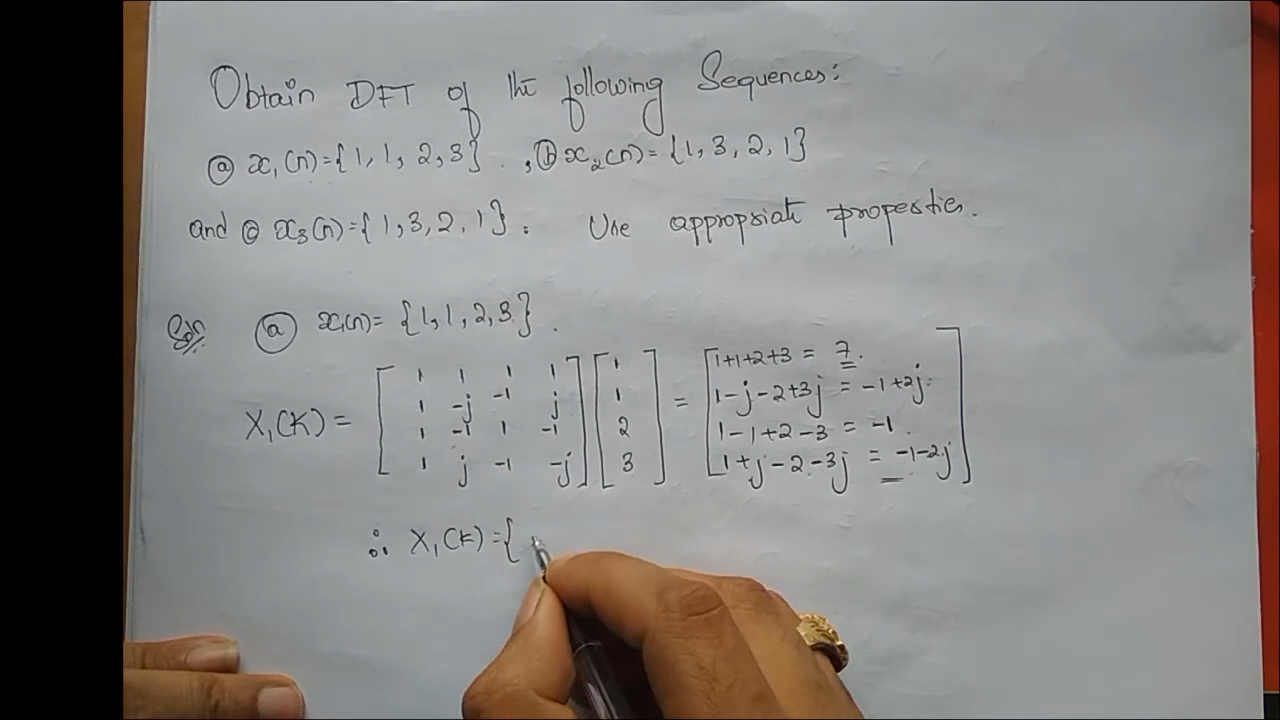 Obtain DFT of the following Sequences:
ⓐ x₁(n)={1, 1, 2, 3} , ⓑ x₂(n)={1, 3, 2, 1}
and ⓒ x₃(n)={1, 3, 2, 1}. Use appropriate properties.
Soln. ⓐ x₁(n)= {1, 1, 2, 3}.
X₁(K) = [1 1 1 1; 1 -j -1 j; 1 -1 1 -1; 1 j -1 -j] [1; 1; 2; 3] = [1+1+2+3 = 7.; 1-j-2+3j = -1+2j.; 1-1+2-3 = -1.; 1+j-2-3j = -1-2j]
∴ X₁(K) = {